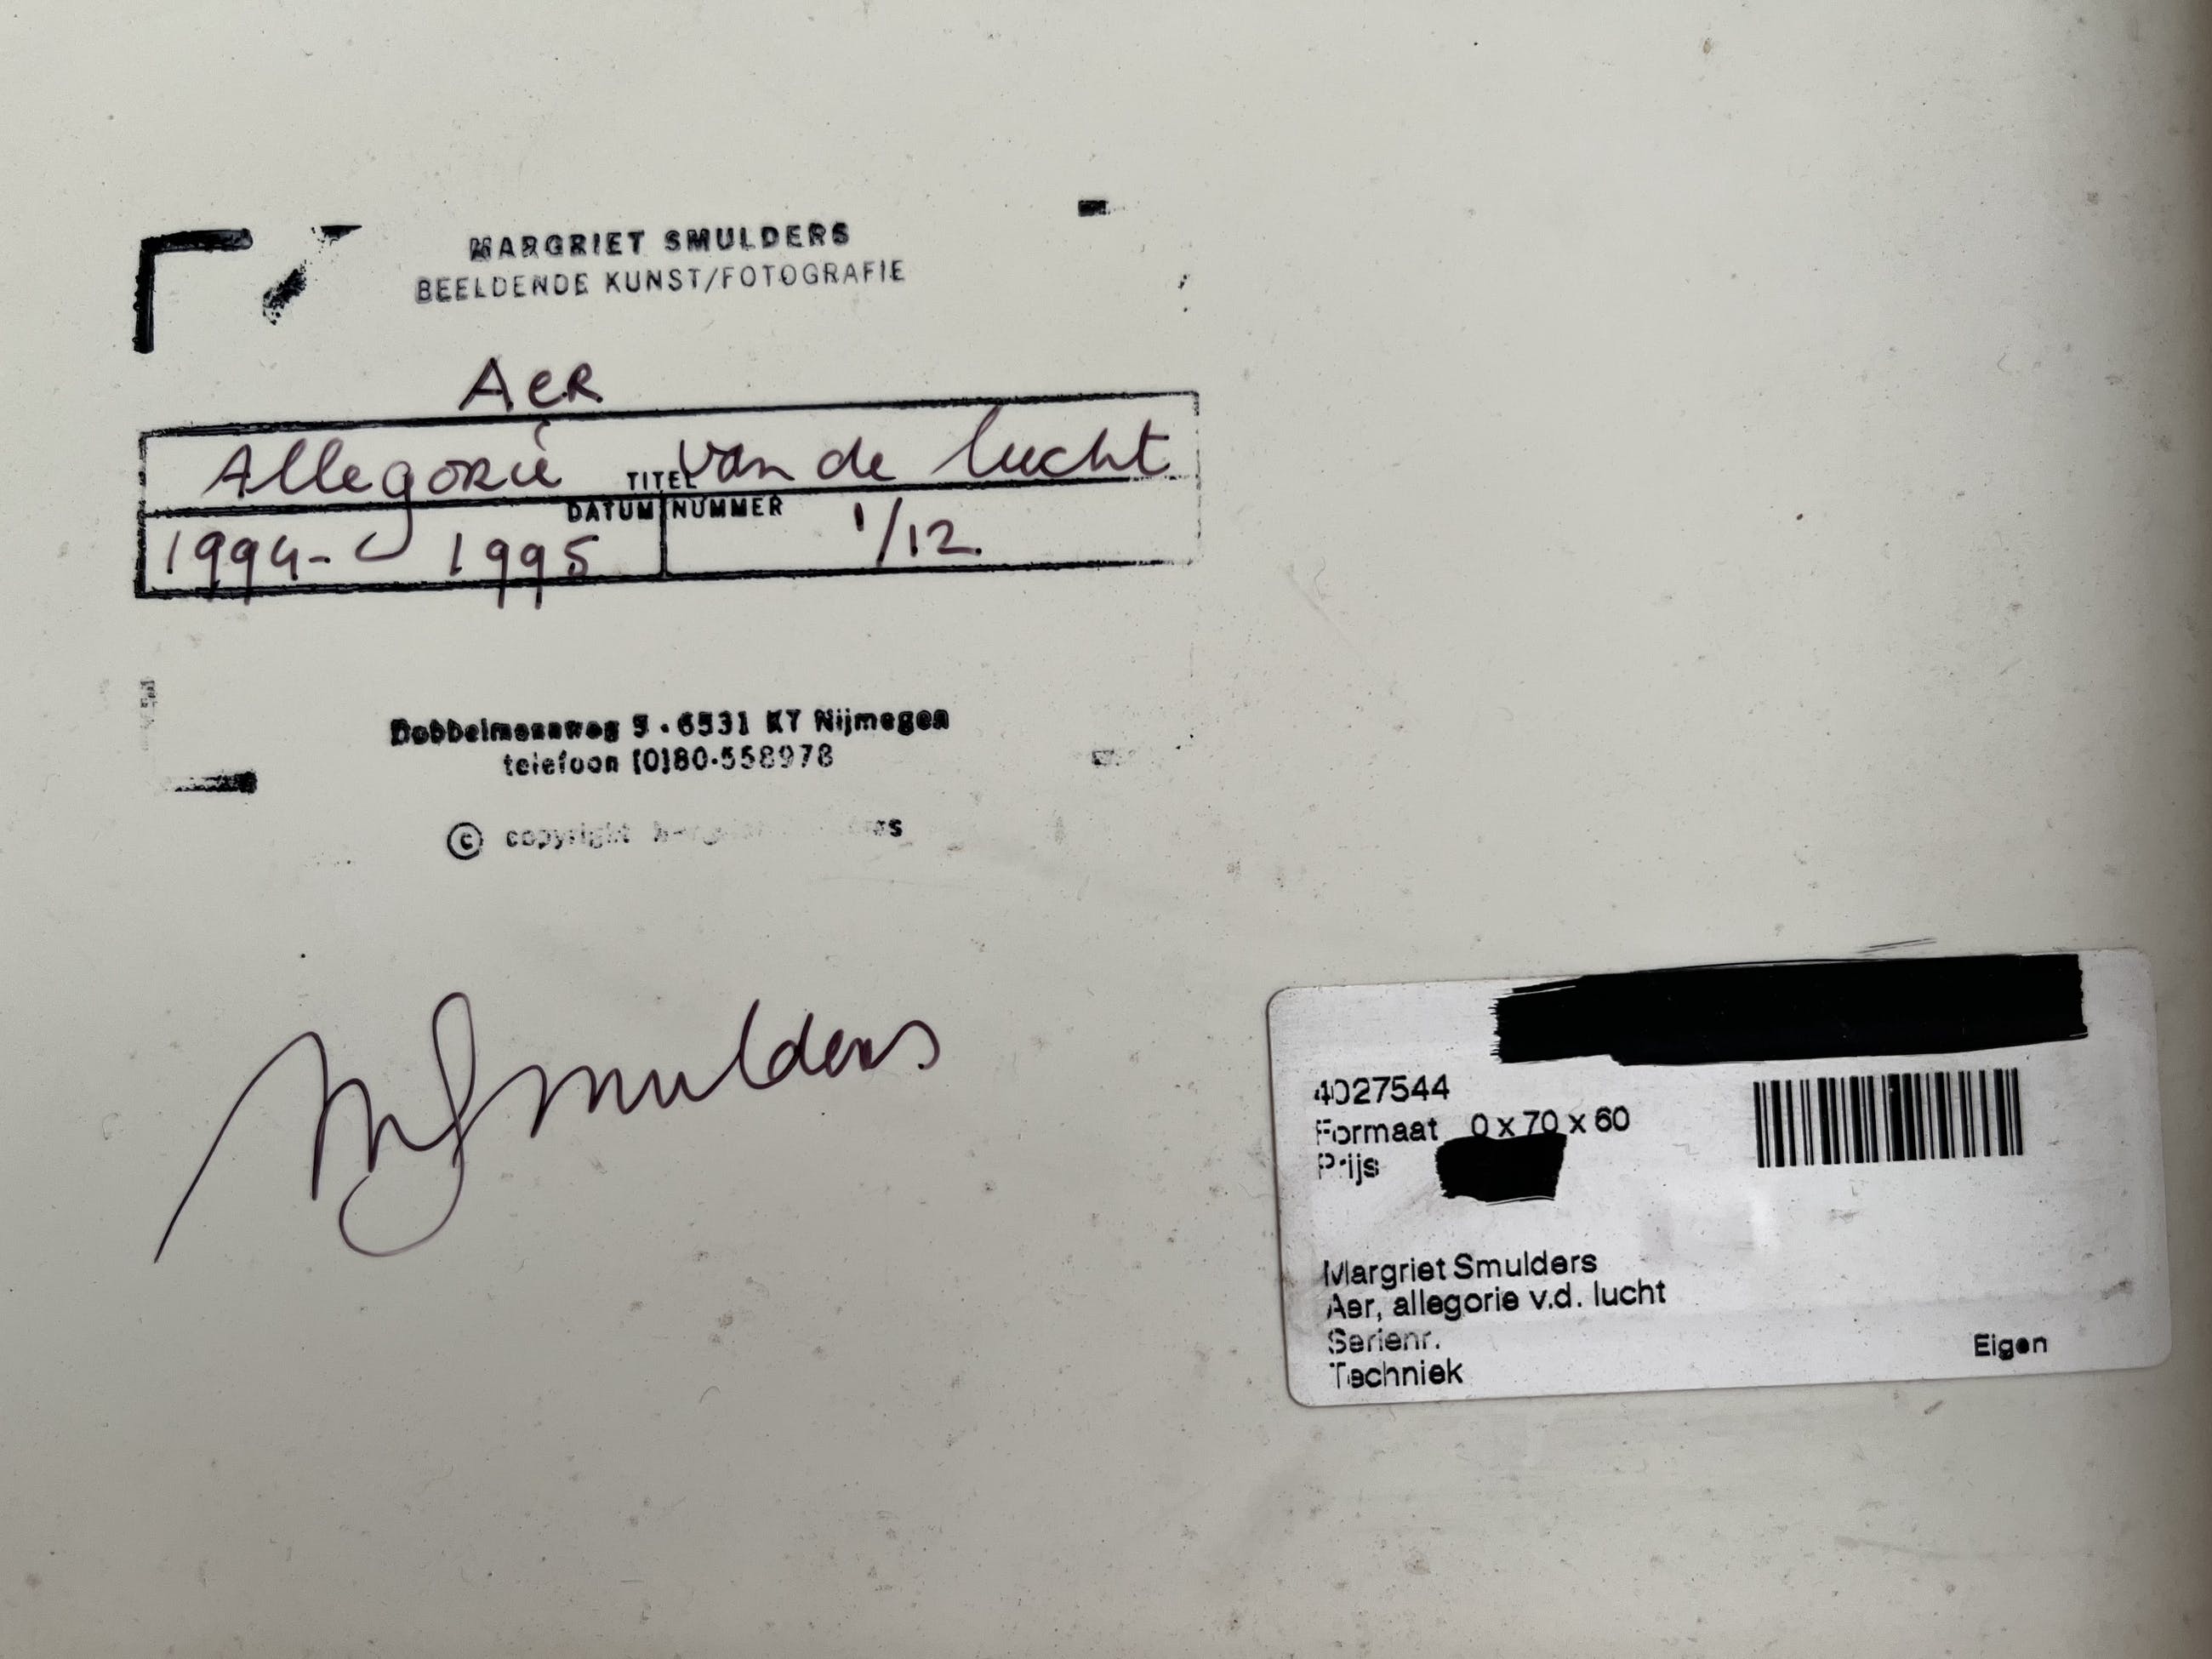 MARGRIET SMULDERS
BEELDENDE KUNST/FOTOGRAFIE
Aer
Allegorie van de lucht
TITEL
DATUM NUMMER
1994- 1995 1/12.
5 · 6531 KT Nijmegen
telefoon (0)80·558978
© copyright
MSmulders
4027544
Formaat 0 x 70 x 60
Prijs
Margriet Smulders
Aer, allegorie v.d. lucht
Serienr.
Techniek
Eigen